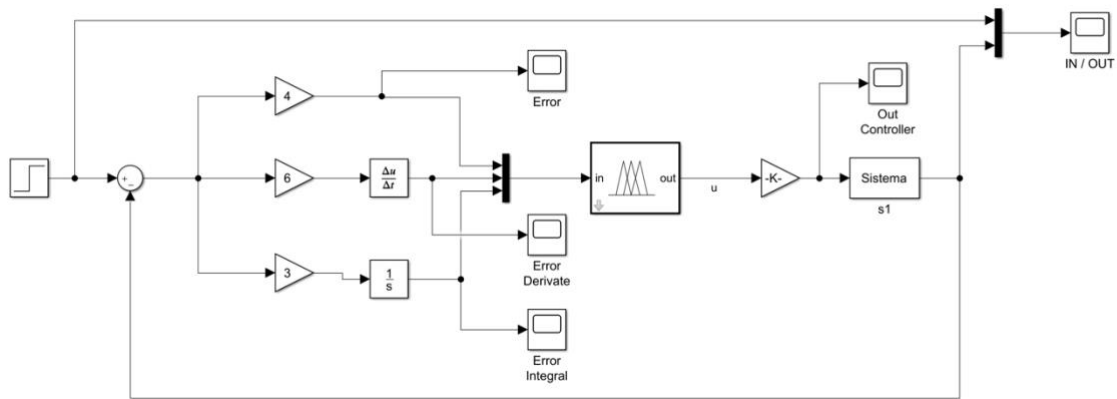 IN / OUT
4
Error
Out
Controller
+
−
6
Δu
Δt
in
out
u
-K-
Sistema
s1
Error
Derivate
3
1
s
Error
Integral